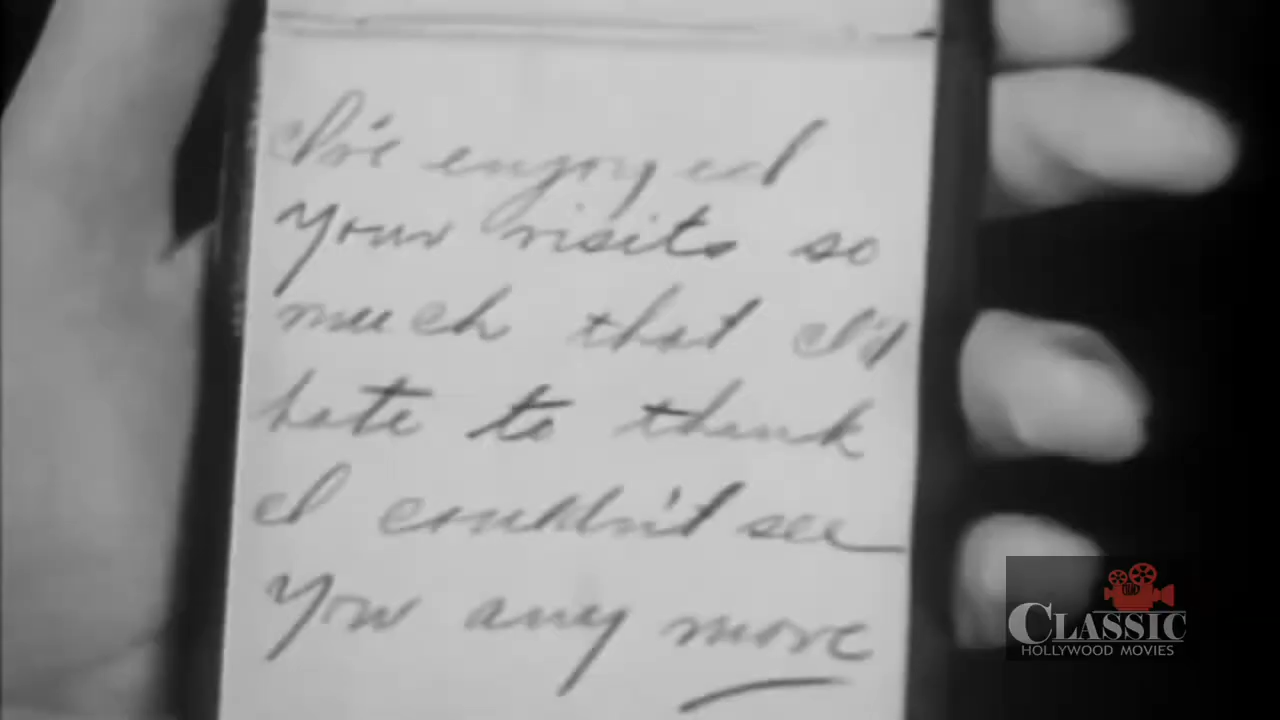 I've enjoyed
your visits so
much that I'd
hate to think
I couldn't see
you any more
CLASSIC
HOLLYWOOD MOVIES